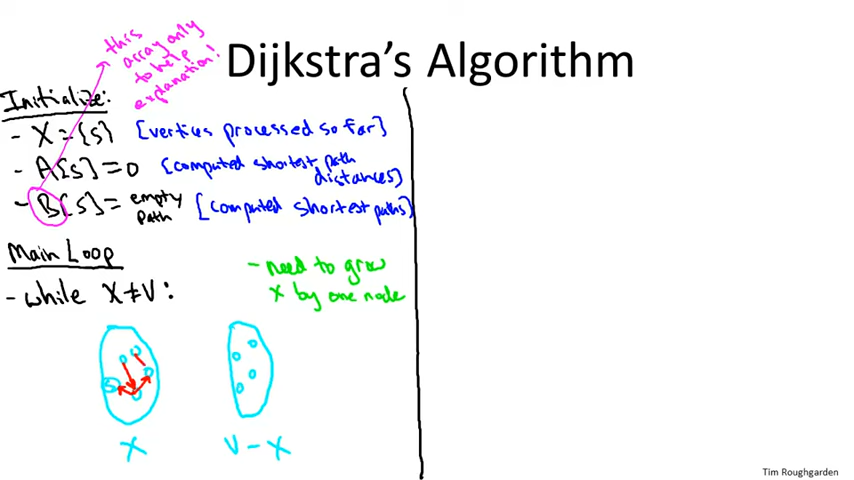 this
array only
to help
explanation!
Dijkstra's Algorithm
Initialize:
- X = {s} [vertices processed so far]
- A[s] = 0 [computed shortest path
distances]
- B[s] = empty
path [computed shortest paths]
Main Loop
- while X ≠ V:
- need to grow
X by one node
s
X
V - X
Tim Roughgarden